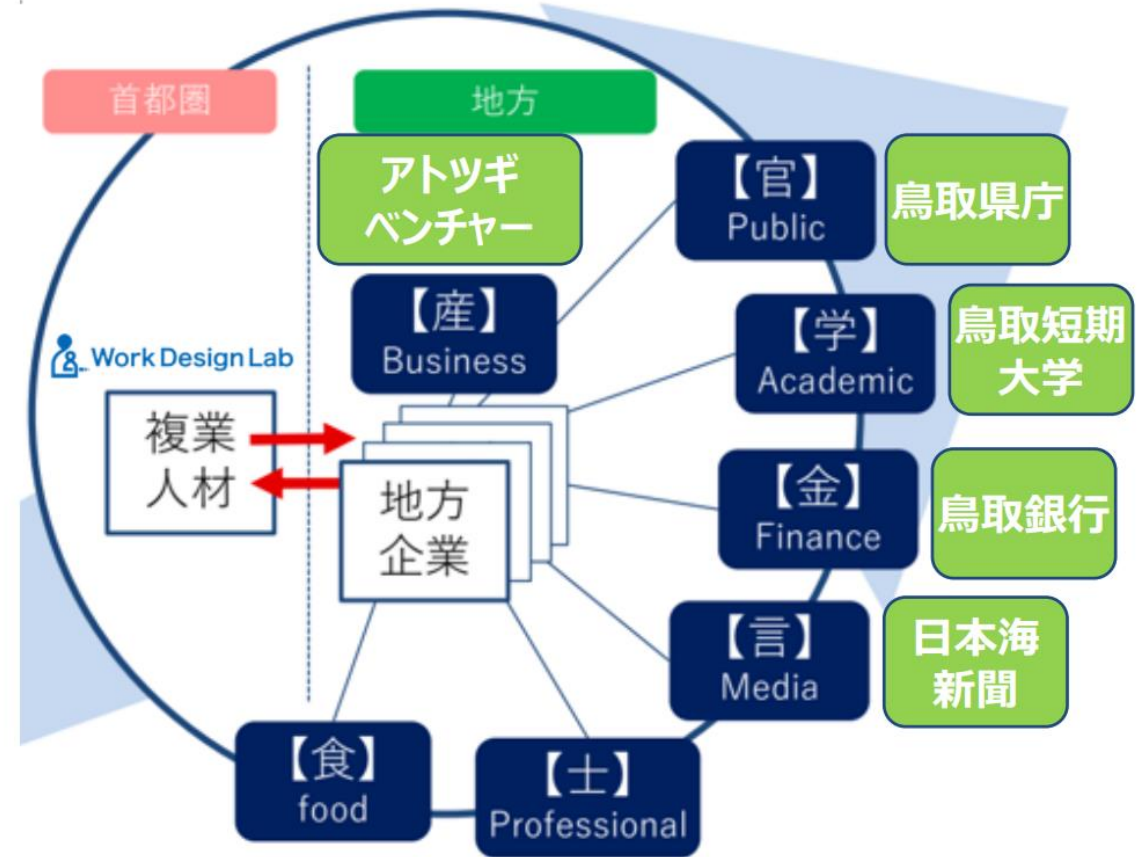 首都圏
地方
アトツギ
ベンチャー
【官】
Public
鳥取県庁
【産】
Business
【学】
Academic
鳥取短期
大学
Work Design Lab
複業
人材
地方
企業
【金】
Finance
鳥取銀行
【言】
Media
日本海
新聞
【食】
food
【士】
Professional